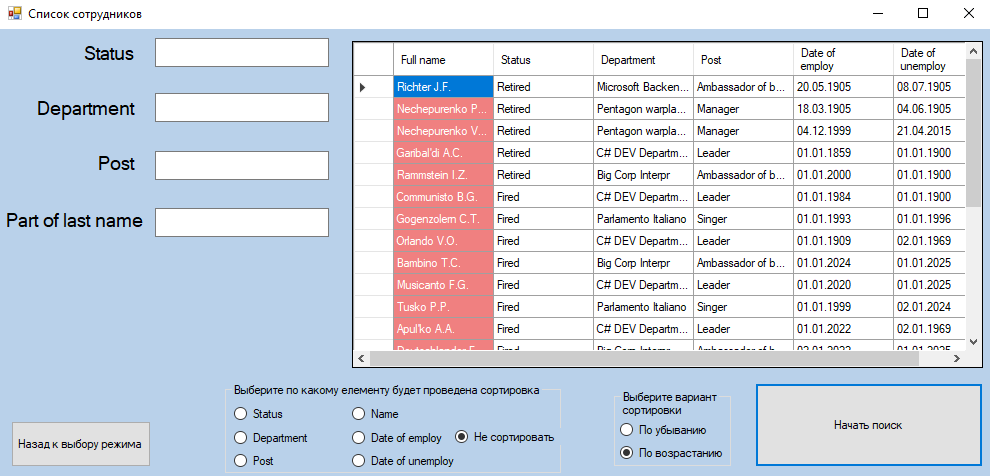 Список сотрудников
Status
Department
Post
Part of last name
Full name Status Department Post Date of employ Date of unemploy
Richter J.F. Retired Microsoft Backen... Ambassador of b... 20.05.1905 08.07.1905
Nechepurenko P... Retired Pentagon warpla... Manager 18.03.1905 04.06.1905
Nechepurenko V... Retired Pentagon warpla... Manager 04.12.1999 21.04.2015
Garibal'di A.C. Retired C# DEV Departm... Leader 01.01.1859 01.01.1900
Rammstein I.Z. Retired Big Corp Interpr Ambassador of b... 01.01.2000 01.01.1900
Communisto B.G. Fired C# DEV Departm... Leader 01.01.1984 01.01.1900
Gogenzolern C.T. Fired Parlamento Italiano Singer 01.01.1993 01.01.1996
Orlando V.O. Fired C# DEV Departm... Leader 01.01.1909 02.01.1969
Bambino T.C. Fired Big Corp Interpr Ambassador of b... 01.01.2024 01.01.2025
Musicanto F.G. Fired C# DEV Departm... Leader 01.01.2020 01.01.2025
Tusko P.P. Fired Parlamento Italiano Singer 01.01.1999 02.01.2024
Apul'ko A.A. Fired C# DEV Departm... Leader 01.01.2022 02.01.1969
Fired Big Corp Interpr Ambassador of b... 01.01.2025
Выберите по какому елементу будет проведена сортировка
Status Name
Department Date of employ Не сортировать
Post Date of unemploy
Выберите вариант
сортировки
По убыванию
По возрастанию
Назад к выбору режима
Начать поиск